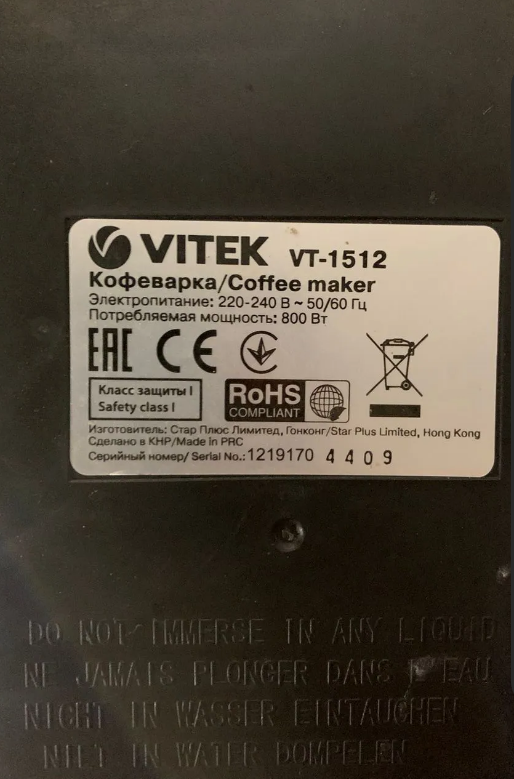 VITEK VT-1512
Кофеварка/Coffee maker
Электропитание: 220-240 В ~ 50/60 Гц
Потребляемая мощность: 800 Вт
EAC CE
Класс защиты I
Safety class I
RoHS
COMPLIANT
Изготовитель: Стар Плюс Лимитед, Гонконг/Star Plus Limited, Hong Kong
Сделано в КНР/Made in PRC
Серийный номер/ Serial No.: 1219170 4409
DO NOT IMMERSE IN ANY LIQUID
NE JAMAIS PLONGER DANS L'EAU
NICHT IN WASSER EINTAUCHEN
NIET IN WATER DOMPELEN